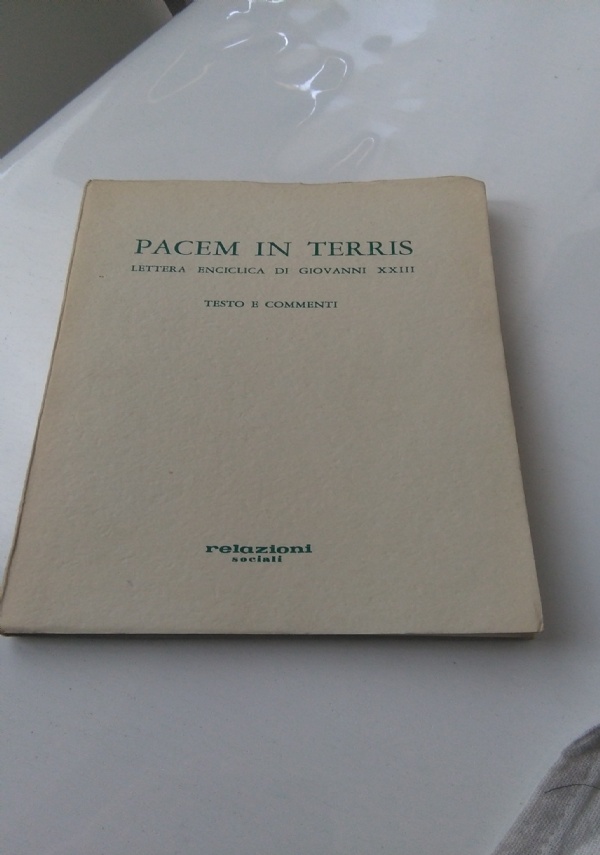 PACEM IN TERRIS
LETTERA ENCICLICA DI GIOVANNI XXIII
TESTO E COMMENTI
relazioni
sociali